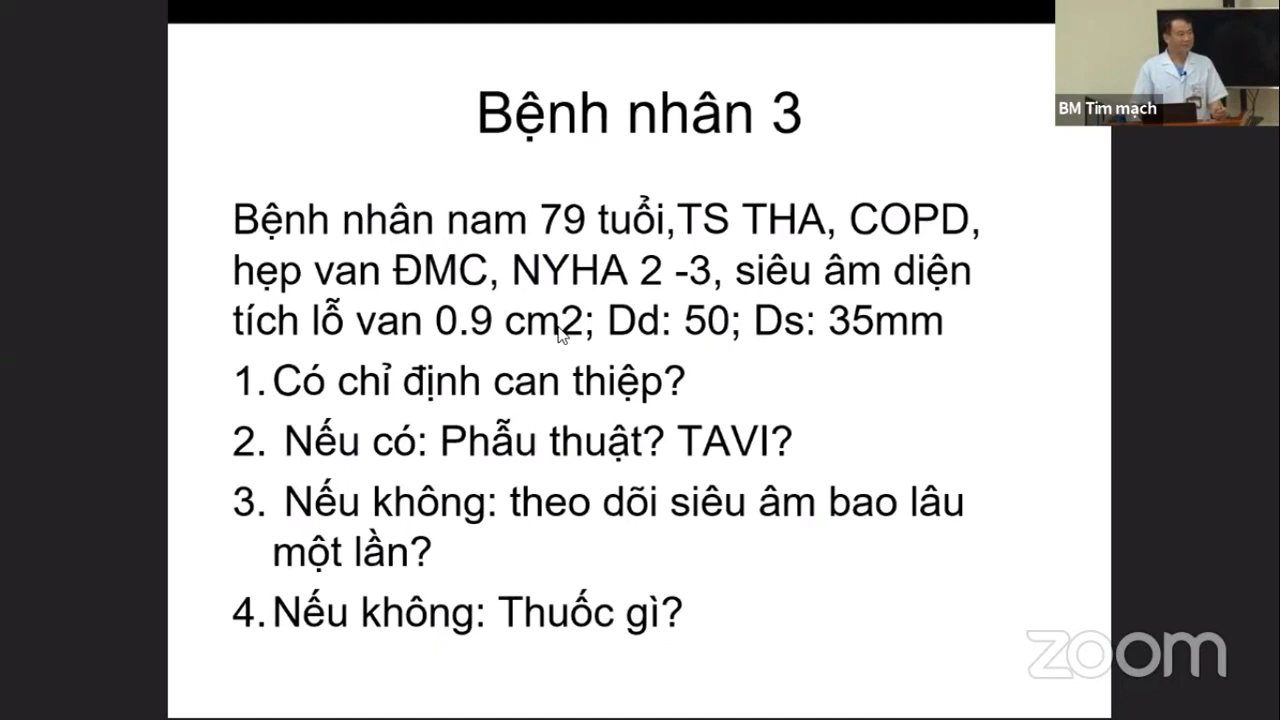 Bệnh nhân 3
BM Tim mạch
Bệnh nhân nam 79 tuổi,TS THA, COPD,
hẹp van ĐMC, NYHA 2 -3, siêu âm diện
tích lỗ van 0.9 cm2; Dd: 50; Ds: 35mm
1. Có chỉ định can thiệp?
2. Nếu có: Phẫu thuật? TAVI?
3. Nếu không: theo dõi siêu âm bao lâu
một lần?
4. Nếu không: Thuốc gì?
zoom